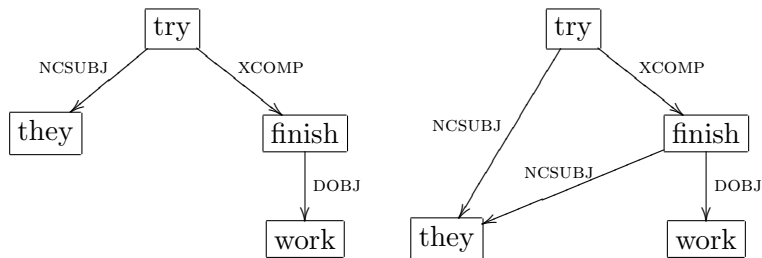 try try
NCSUBJ XCOMP XCOMP
they finish NCSUBJ finish
NCSUBJ
DOBJ DOBJ
work they work